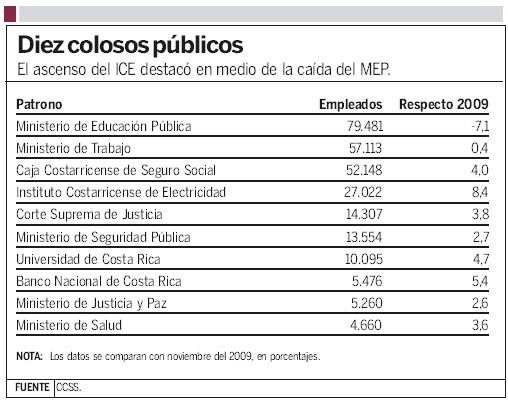 Diez colosos públicos
El ascenso del ICE destacó en medio de la caída del MEP.
Patrono Empleados Respecto 2009
Ministerio de Educación Pública 79.481 -7,1
Ministerio de Trabajo 57.113 0,4
Caja Costarricense de Seguro Social 52.148 4,0
Instituto Costarricense de Electricidad 27.022 8,4
Corte Suprema de Justicia 14.307 3,8
Ministerio de Seguridad Pública 13.554 2,7
Universidad de Costa Rica 10.095 4,7
Banco Nacional de Costa Rica 5.476 5,4
Ministerio de Justicia y Paz 5.260 2,6
Ministerio de Salud 4.660 3,6
NOTA: Los datos se comparan con noviembre del 2009, en porcentajes.
FUENTE CCSS.